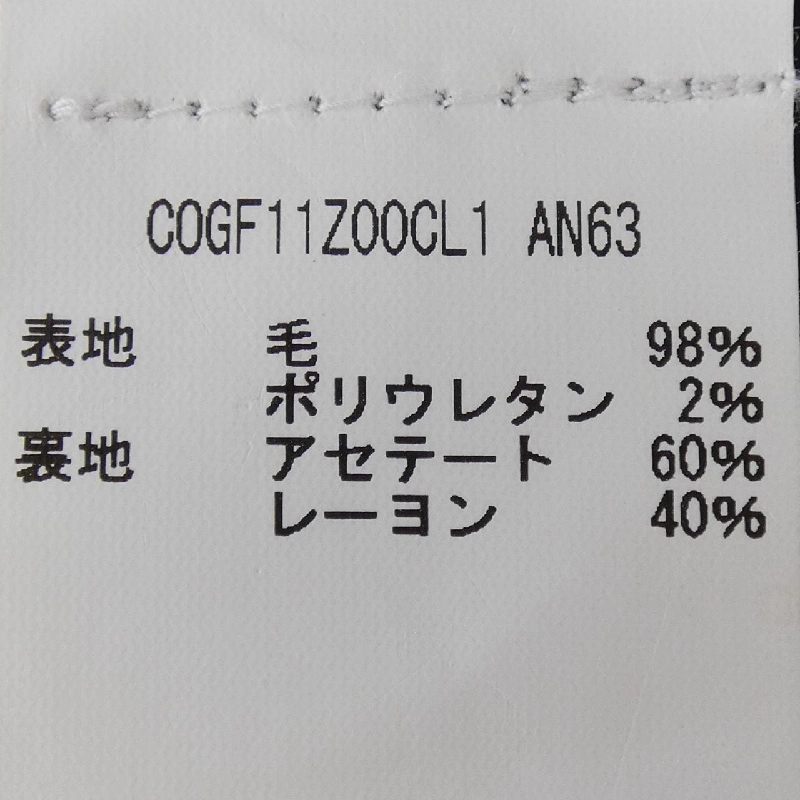 COGF11Z00CL1 AN63
表地 毛 98%
ポリウレタン 2%
裏地 アセテート 60%
レーヨン 40%